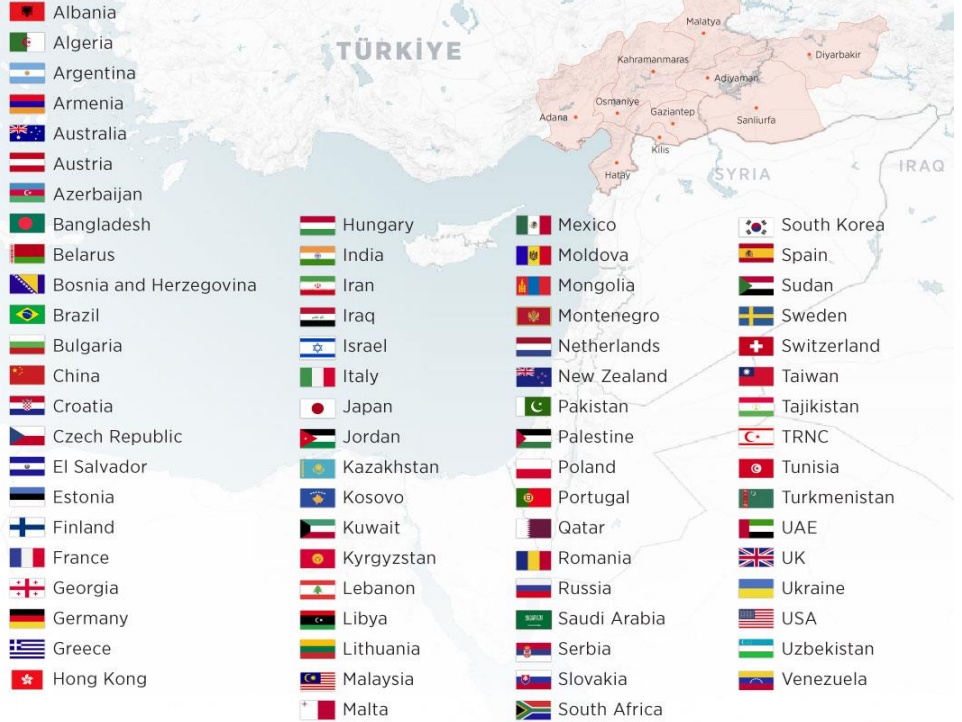 TÜRKİYE
Malatya
Diyarbakir
Kahramanmaras
Adiyaman
Osmaniye
Adana
Gaziantep
Sanliurfa
Kilis
Hatay
SYRIA
IRAQ
Albania
Algeria
Argentina
Armenia
Australia
Austria
Azerbaijan
Bangladesh
Belarus
Bosnia and Herzegovina
Brazil
Bulgaria
China
Croatia
Czech Republic
El Salvador
Estonia
Finland
France
Georgia
Germany
Greece
Hong Kong
Hungary
India
Iran
Iraq
Israel
Italy
Japan
Jordan
Kazakhstan
Kosovo
Kuwait
Kyrgyzstan
Lebanon
Libya
Lithuania
Malaysia
Malta
Mexico
Moldova
Mongolia
Montenegro
Netherlands
New Zealand
Pakistan
Palestine
Poland
Portugal
Qatar
Romania
Russia
Saudi Arabia
Serbia
Slovakia
South Africa
South Korea
Spain
Sudan
Sweden
Switzerland
Taiwan
Tajikistan
TRNC
Tunisia
Turkmenistan
UAE
UK
Ukraine
USA
Uzbekistan
Venezuela